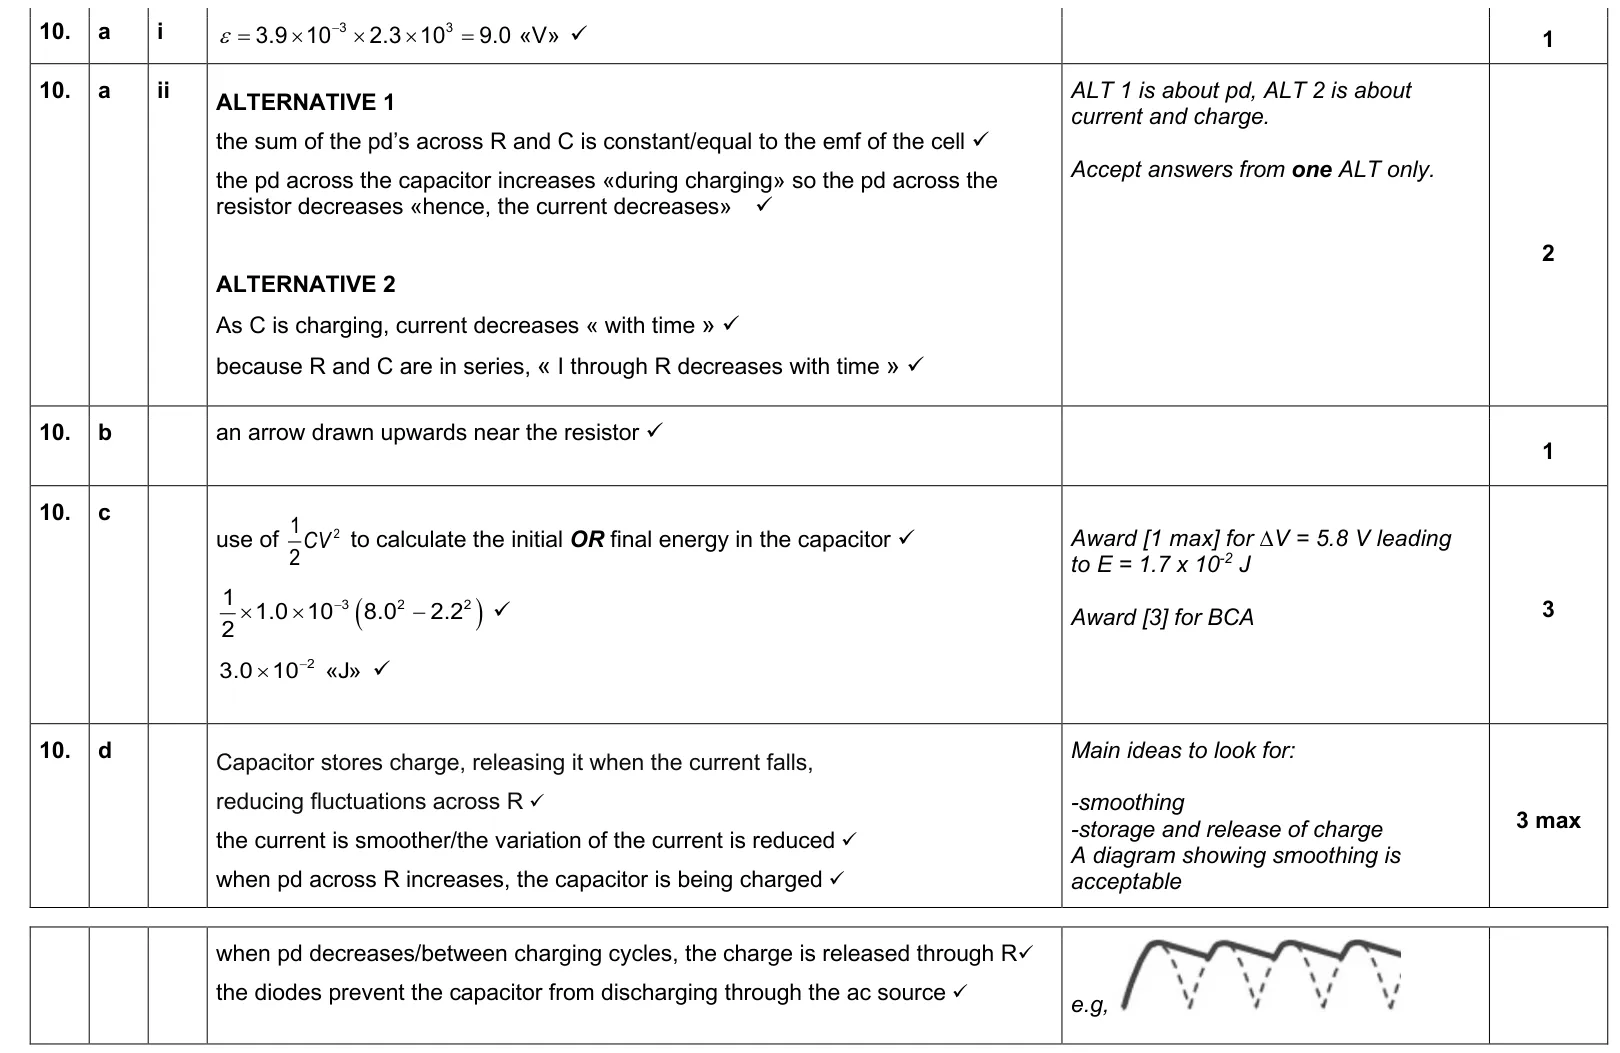 10. a i ε = 3.9 × 10⁻³ × 2.3 × 10³ = 9.0 «V» ✓ 1
10. a ii
ALTERNATIVE 1
the sum of the pd’s across R and C is constant/equal to the emf of the cell ✓
the pd across the capacitor increases «during charging» so the pd across the
resistor decreases «hence, the current decreases» ✓
ALTERNATIVE 2
As C is charging, current decreases « with time » ✓
because R and C are in series, « I through R decreases with time » ✓
ALT 1 is about pd, ALT 2 is about
current and charge.
Accept answers from one ALT only.
2
10. b an arrow drawn upwards near the resistor ✓ 1
10. c
use of 1/2 CV² to calculate the initial OR final energy in the capacitor ✓
1/2 × 1.0 × 10⁻³ (8.0² − 2.2²) ✓
3.0 × 10⁻² «J» ✓
Award [1 max] for ΔV = 5.8 V leading
to E = 1.7 x 10⁻² J
Award [3] for BCA
3
10. d
Capacitor stores charge, releasing it when the current falls,
reducing fluctuations across R ✓
the current is smoother/the variation of the current is reduced ✓
when pd across R increases, the capacitor is being charged ✓
Main ideas to look for:
-smoothing
-storage and release of charge
A diagram showing smoothing is
acceptable
3 max
when pd decreases/between charging cycles, the charge is released through R✓
the diodes prevent the capacitor from discharging through the ac source ✓
e.g,